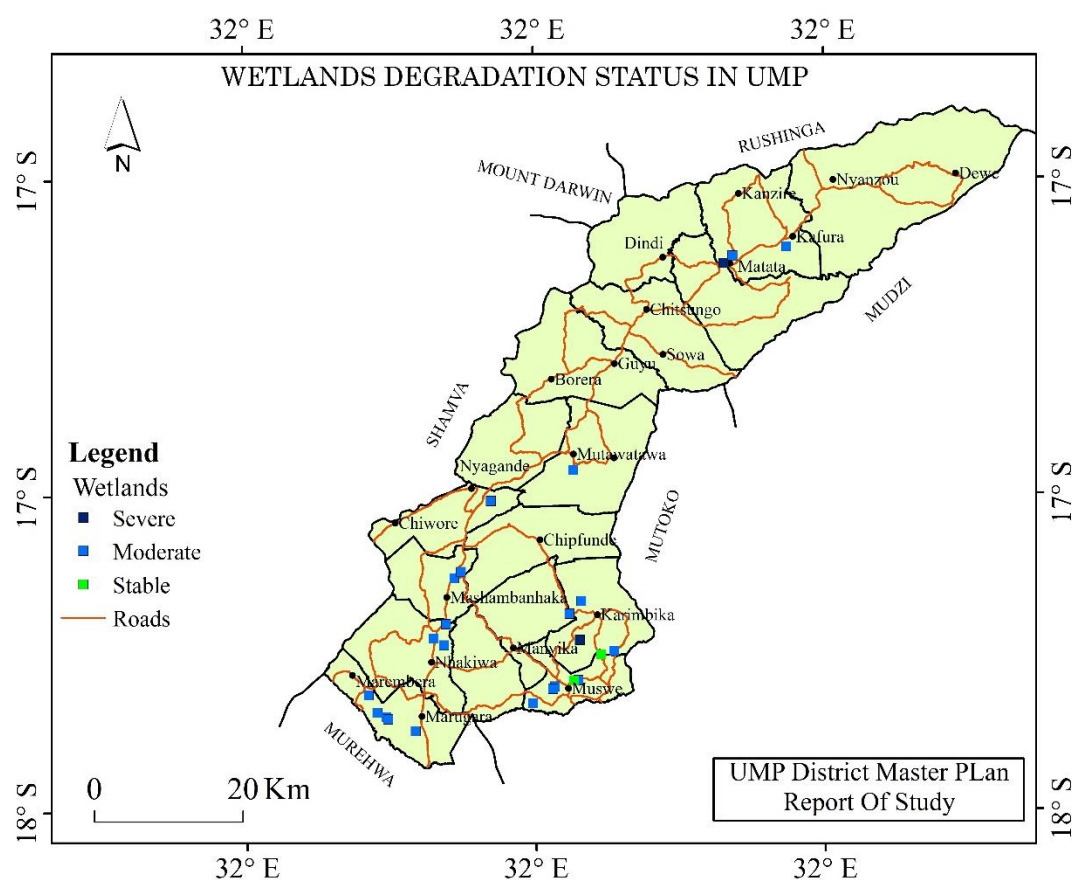 32° E
32° E
32° E
WETLANDS DEGRADATION STATUS IN UMP
N
17° S
17° S
RUSHINGA
MOUNT DARWIN
Nyanzou
Dewe
Kanzire
Kafura
Dindi
Matata
MUDZI
Chitsungo
Sowa
Guyu
Borera
SHAMVA
Mutawatawa
Nyagande
Legend
Wetlands
Severe
Moderate
Stable
Roads
17° S
17° S
Chiwore
MUTOKO
Chipfunde
Mashambanhaka
Karimbika
Manyika
Nhakiwa
Marembera
Muswe
Marugara
MUREHWA
0 20 Km
UMP District Master PLan
Report Of Study
18° S
18° S
32° E
32° E
32° E